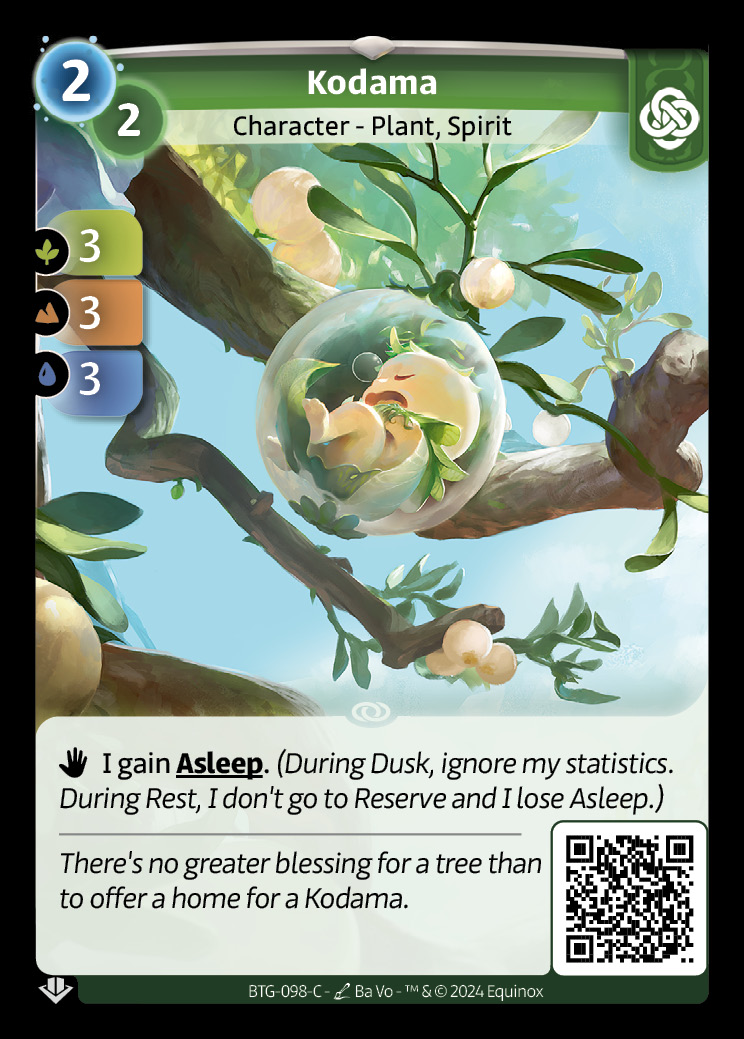 2
Kodama
2
Character - Plant, Spirit
3
3
3
I gain Asleep. (During Dusk, ignore my statistics.
During Rest, I don't go to Reserve and I lose Asleep.)
There's no greater blessing for a tree than
to offer a home for a Kodama.
BTG-098-C - Ba Vo - ™ & © 2024 Equinox